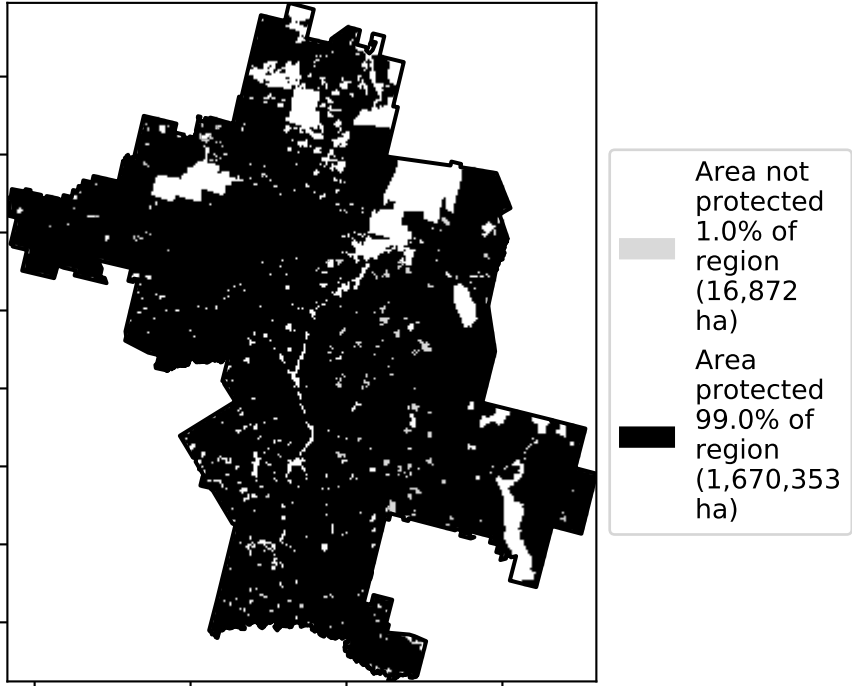 Area not
protected
1.0% of
region
(16,872
ha)
Area
protected
99.0% of
region
(1,670,353
ha)